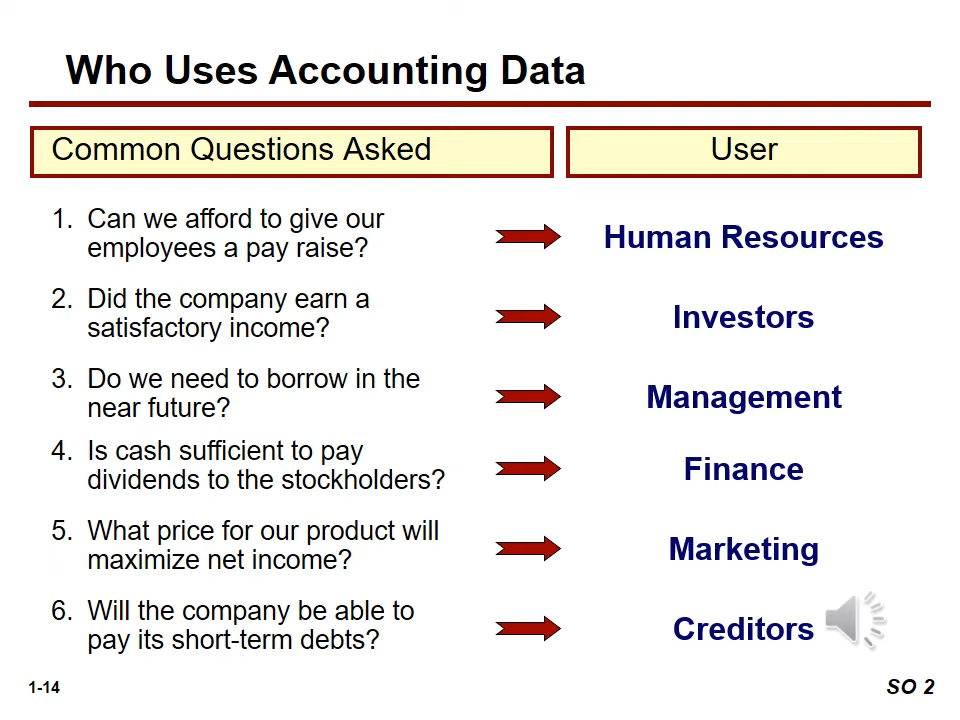 Who Uses Accounting Data
Common Questions Asked
User
1. Can we afford to give our
employees a pay raise?
Human Resources
2. Did the company earn a
satisfactory income?
Investors
3. Do we need to borrow in the
near future?
Management
4. Is cash sufficient to pay
dividends to the stockholders?
Finance
5. What price for our product will
maximize net income?
Marketing
6. Will the company be able to
pay its short-term debts?
Creditors
1-14
SO 2